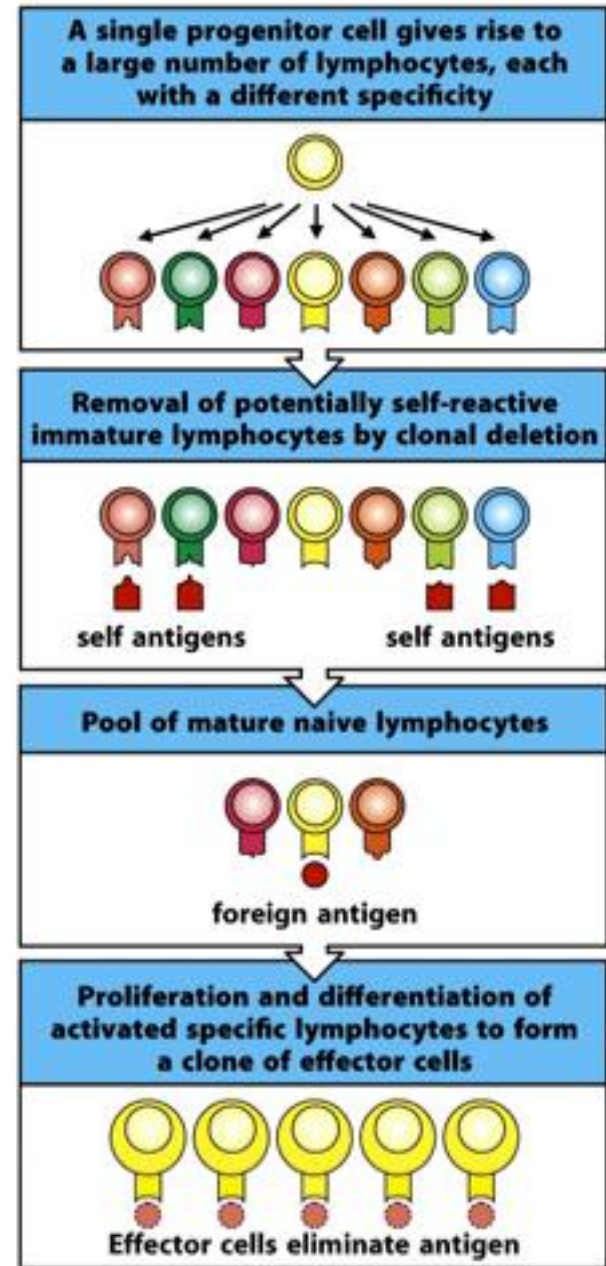 A single progenitor cell gives rise to
a large number of lymphocytes, each
with a different specificity
Removal of potentially self-reactive
immature lymphocytes by clonal deletion
self antigens
self antigens
Pool of mature naive lymphocytes
foreign antigen
Proliferation and differentiation of
activated specific lymphocytes to form
a clone of effector cells
Effector cells eliminate antigen